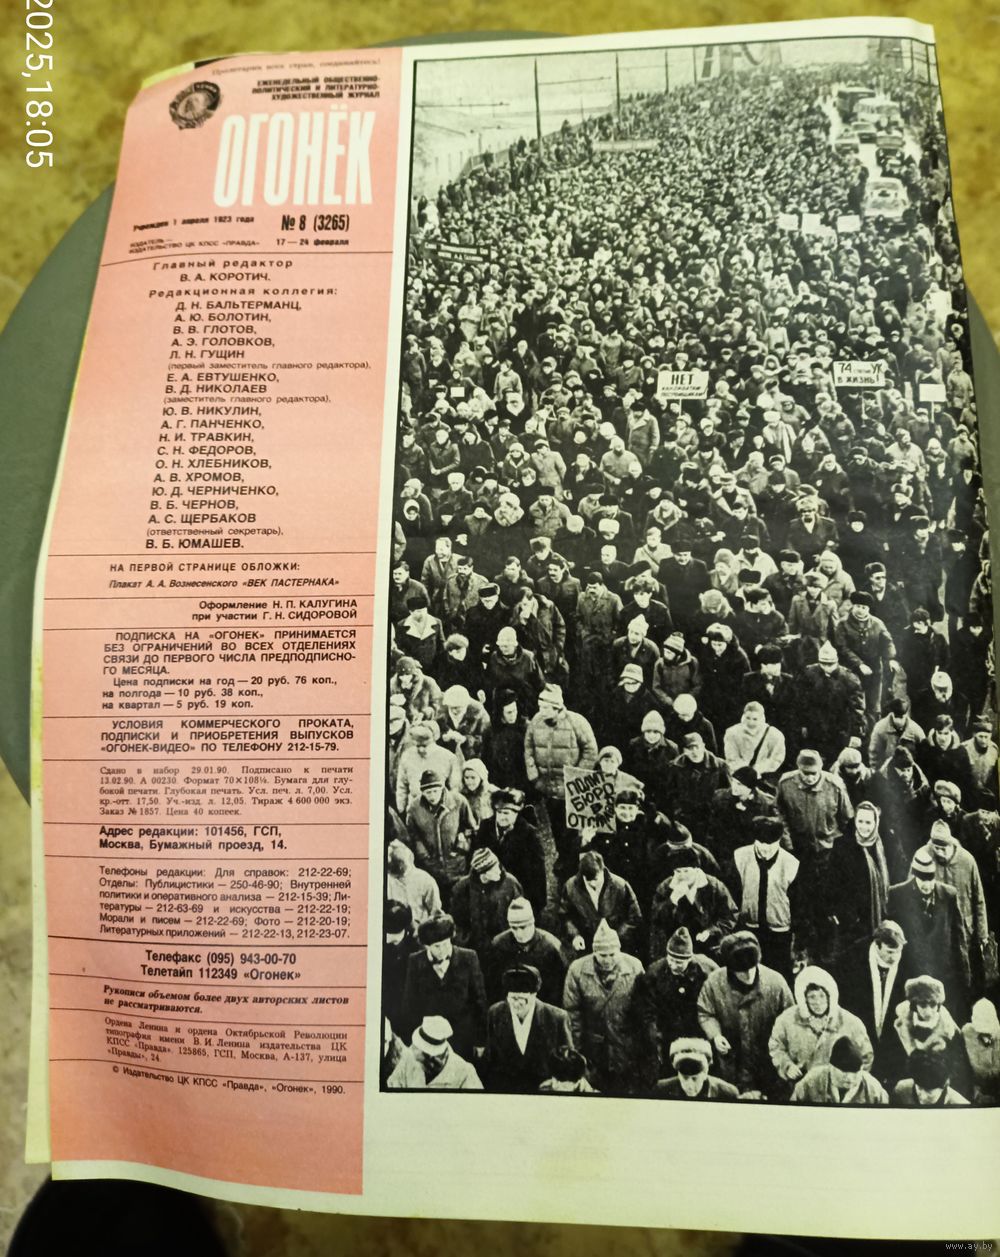 2025,18:05
Пролетарии всех стран, соединяйтесь!
ЕЖЕНЕДЕЛЬНЫЙ ОБЩЕСТВЕННО-
ПОЛИТИЧЕСКИЙ И ЛИТЕРАТУРНО-
ХУДОЖЕСТВЕННЫЙ ЖУРНАЛ
ОГОНЁК
Учрежден 1 апреля 1923 года
№ 8 (3265)
ИЗДАТЕЛЬ —
ИЗДАТЕЛЬСТВО ЦК КПСС «ПРАВДА»
17 — 24 февраля
Главный редактор
В. А. КОРОТИЧ.
Редакционная коллегия:
Д. Н. БАЛЬТЕРМАНЦ,
А. Ю. БОЛОТИН,
В. В. ГЛОТОВ,
А. Э. ГОЛОВКОВ,
Л. Н. ГУЩИН
(первый заместитель главного редактора),
Е. А. ЕВТУШЕНКО,
В. Д. НИКОЛАЕВ
(заместитель главного редактора),
Ю. В. НИКУЛИН,
А. Г. ПАНЧЕНКО,
Н. И. ТРАВКИН,
С. Н. ФЕДОРОВ,
О. Н. ХЛЕБНИКОВ,
А. В. ХРОМОВ,
Ю. Д. ЧЕРНИЧЕНКО,
В. Б. ЧЕРНОВ,
А. С. ЩЕРБАКОВ
(ответственный секретарь),
В. Б. ЮМАШЕВ.
НА ПЕРВОЙ СТРАНИЦЕ ОБЛОЖКИ:
Плакат А. А. Вознесенского «ВЕК ПАСТЕРНАКА»
Оформление Н. П. КАЛУГИНА
при участии Г. Н. СИДОРОВОЙ
ПОДПИСКА НА «ОГОНЕК» ПРИНИМАЕТСЯ
БЕЗ ОГРАНИЧЕНИЙ ВО ВСЕХ ОТДЕЛЕНИЯХ
СВЯЗИ ДО ПЕРВОГО ЧИСЛА ПРЕДПОДПИСНО-
ГО МЕСЯЦА.
Цена подписки на год — 20 руб. 76 коп.,
на полгода — 10 руб. 38 коп.,
на квартал — 5 руб. 19 коп.
УСЛОВИЯ КОММЕРЧЕСКОГО ПРОКАТА,
ПОДПИСКИ И ПРИОБРЕТЕНИЯ ВЫПУСКОВ
«ОГОНЕК-ВИДЕО» ПО ТЕЛЕФОНУ 212-15-79.
Сдано в набор 29.01.90. Подписано к печати
13.02.90. А 00230. Формат 70×108⅛. Бумага для глу-
бокой печати. Глубокая печать. Усл. печ. л. 7,00. Усл.
кр.-отт. 17,50. Уч.-изд. л. 12,05. Тираж 4 600 000 экз.
Заказ № 1857. Цена 40 копеек.
Адрес редакции: 101456, ГСП,
Москва, Бумажный проезд, 14.
Телефоны редакции: Для справок: 212-22-69;
Отделы: Публицистики — 250-46-90; Внутренней
политики и оперативного анализа — 212-15-39; Ли-
тературы — 212-63-69 и искусства — 212-22-19;
Морали и писем — 212-22-69; Фото — 212-20-19;
Литературных приложений — 212-22-13, 212-23-07.
Телефакс (095) 943-00-70
Телетайп 112349 «Огонек»
Рукописи объемом более двух авторских листов
не рассматриваются.
Ордена Ленина и ордена Октябрьской Революции
типография имени В. И. Ленина издательства ЦК
КПСС «Правда». 125865, ГСП, Москва, А-137, улица
«Правды», 24.
© Издательство ЦК КПСС «Правда», «Огонек», 1990.
НЕТ
74 УК
В ЖИЗНЬ!
ПОЛИТ
БЮРО
www.ay.by